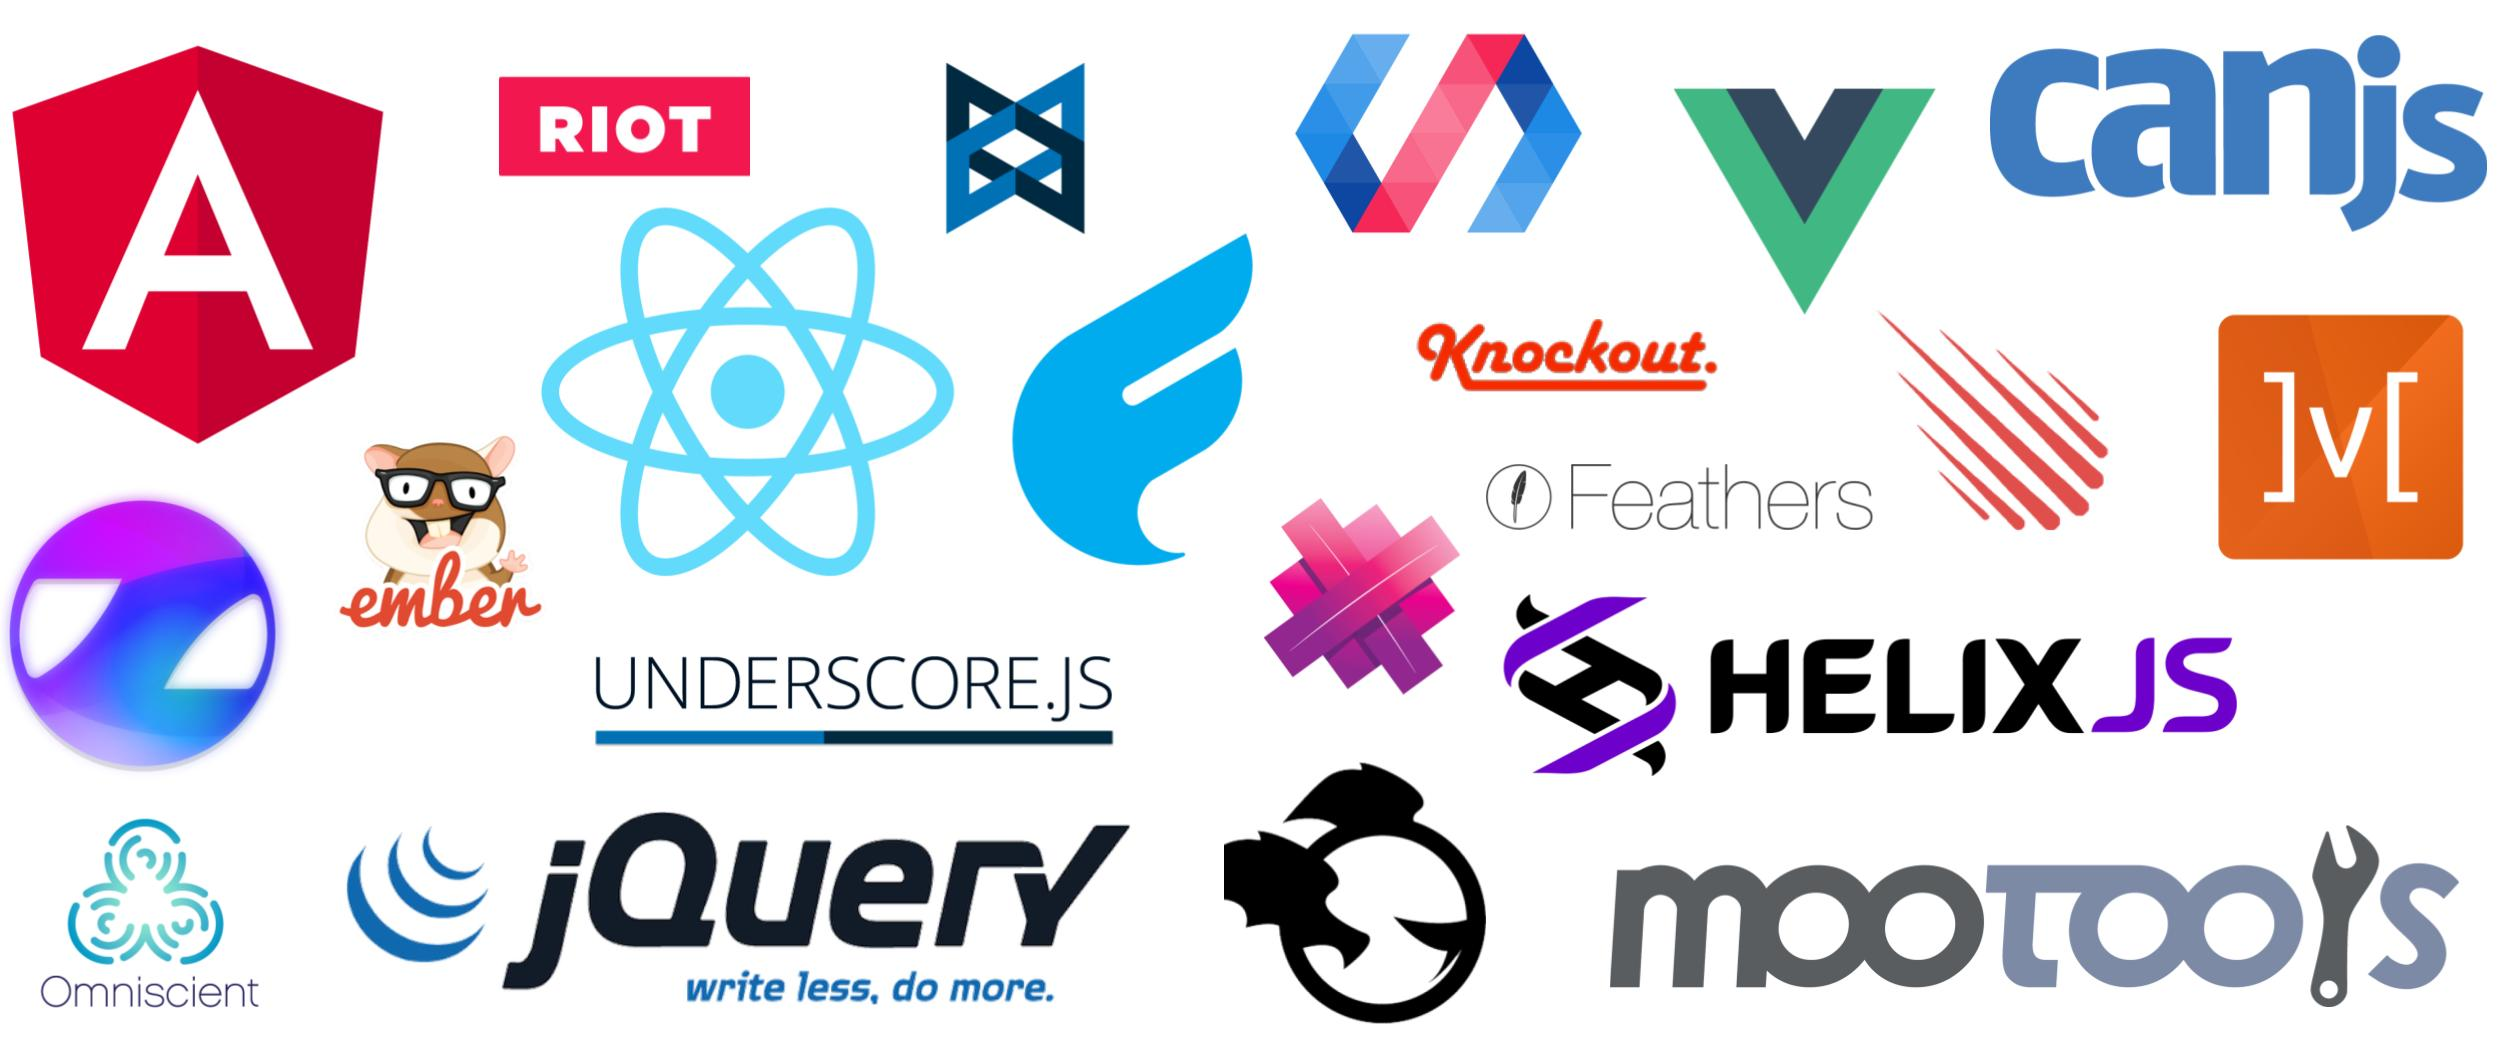 A
RIOT
canjs
Knockout.
]v[
Feathers
ember
UNDERSCORE.JS
HELIXJS
Omniscient
jQuery
write less, do more.
mootools